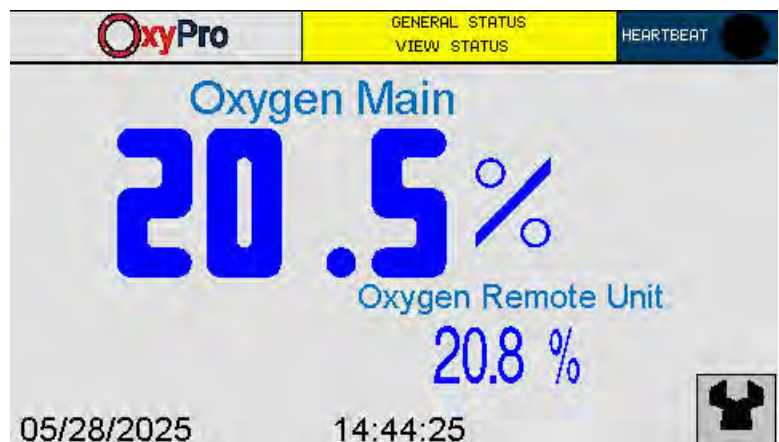 OxyPro
GENERAL STATUS
VIEW STATUS
HEARTBEAT
Oxygen Main
20.5%
Oxygen Remote Unit
20.8 %
05/28/2025
14:44:25